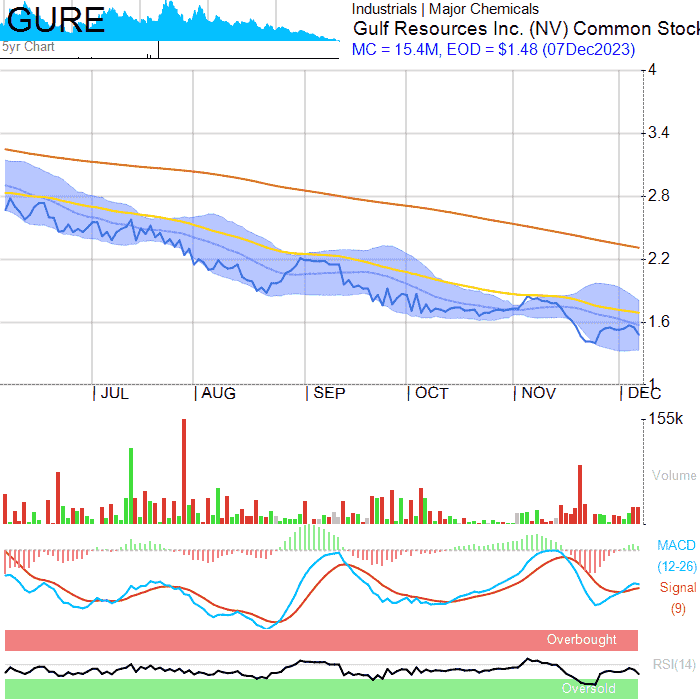 GURE
5yr Chart
Industrials | Major Chemicals
Gulf Resources Inc. (NV) Common Stock
MC = 15.4M, EOD = $1.48 (07Dec2023)
4
3.4
2.8
2.2
1.6
1
JUL AUG SEP OCT NOV DEC
155k
Volume
MACD
(12-26)
Signal
(9)
Overbought
RSI(14)
Oversold